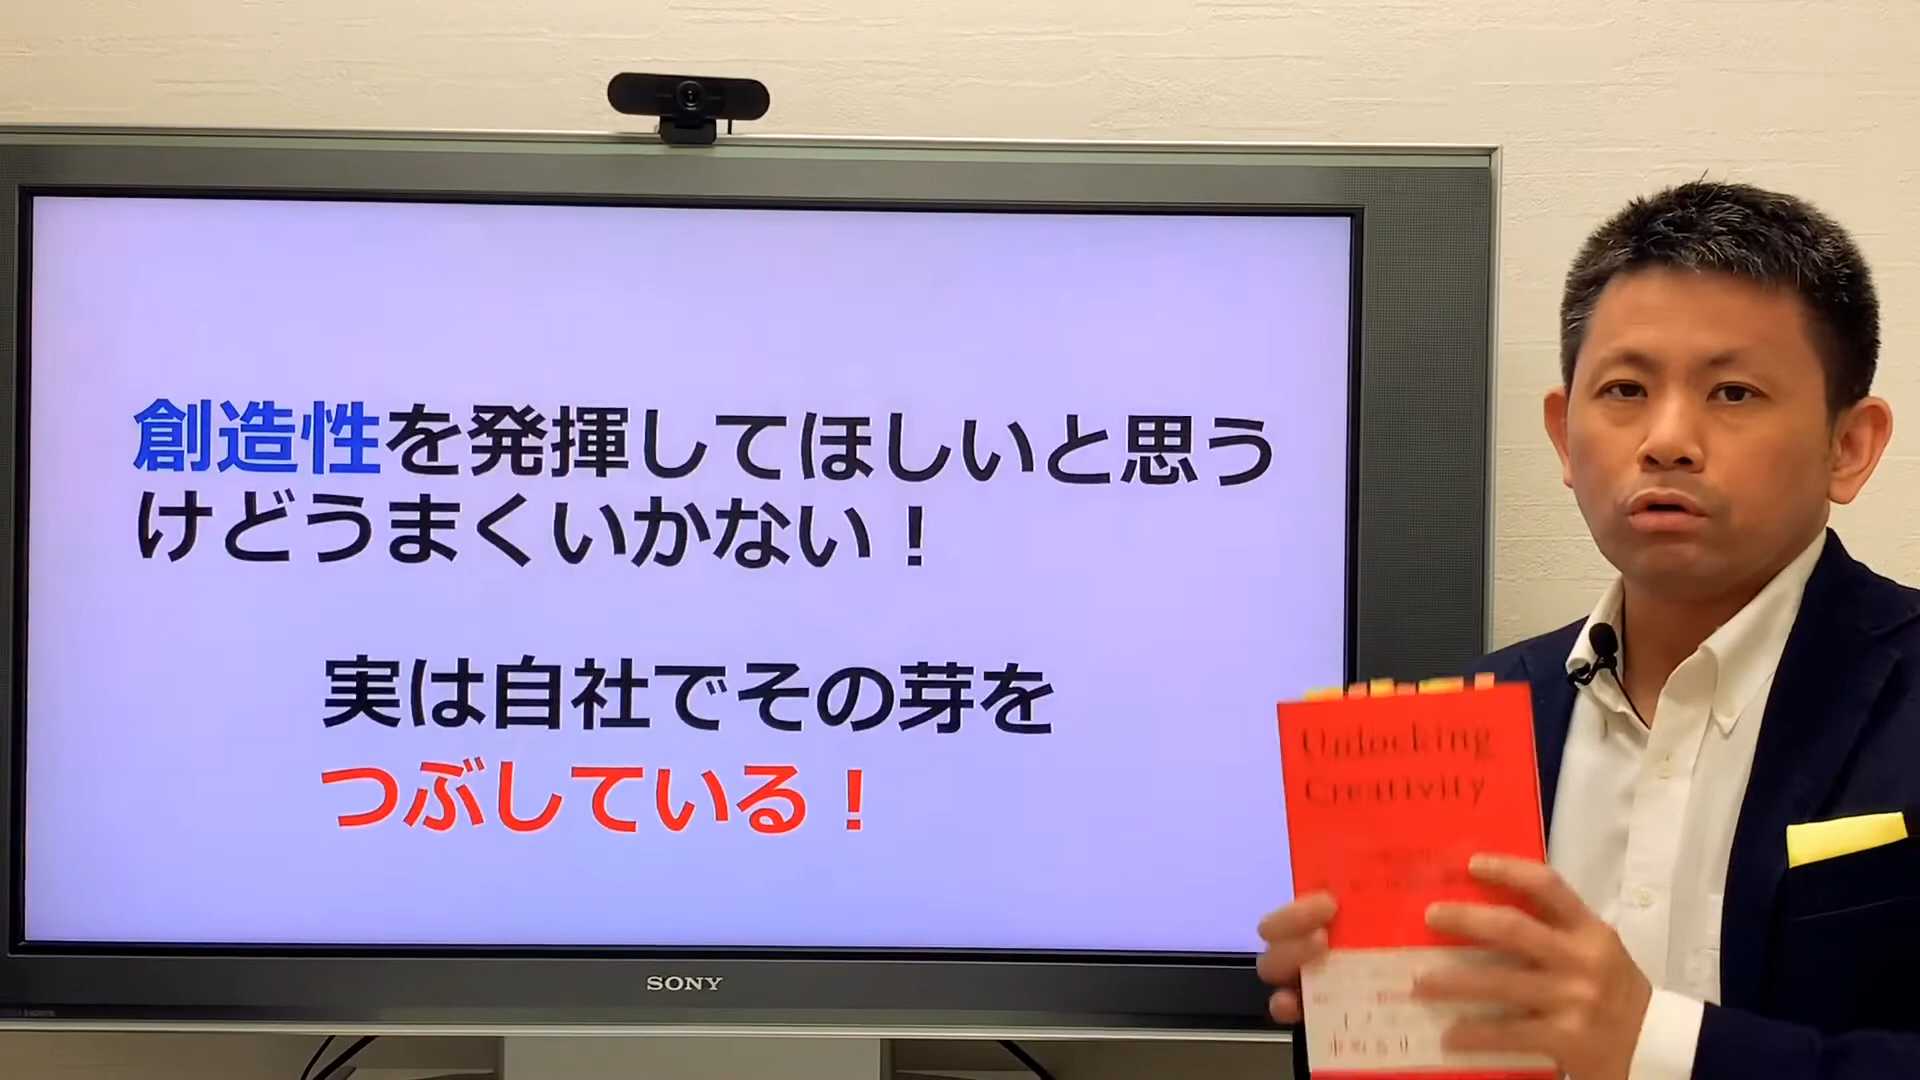 創造性を発揮してほしいと思う
けどうまくいかない！
実は自社でその芽を
つぶしている！
SONY
Unlocking
Creativity